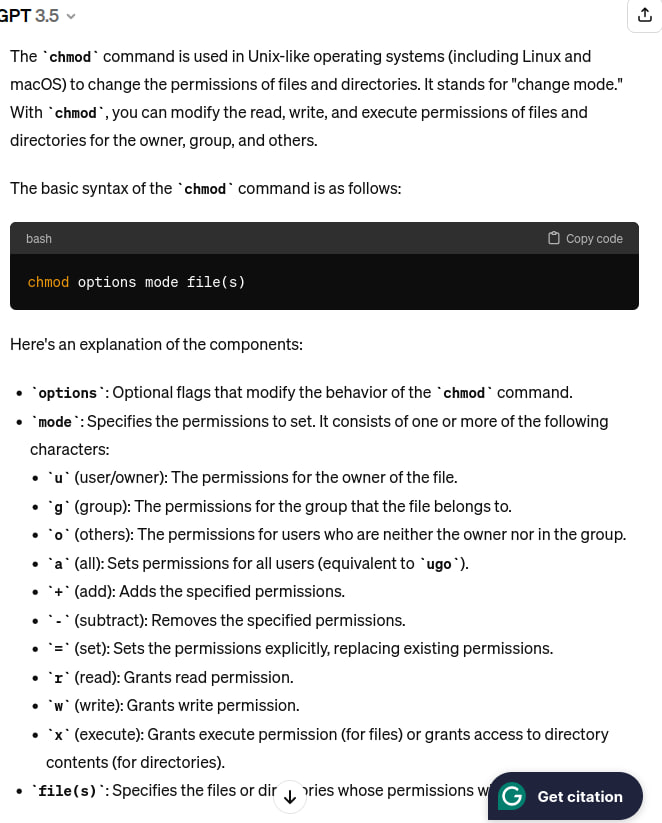 GPT 3.5
The `chmod` command is used in Unix-like operating systems (including Linux and
macOS) to change the permissions of files and directories. It stands for "change mode."
With `chmod`, you can modify the read, write, and execute permissions of files and
directories for the owner, group, and others.
The basic syntax of the `chmod` command is as follows:
bash Copy code
chmod options mode file(s)
Here's an explanation of the components:
• `options`: Optional flags that modify the behavior of the `chmod` command.
• `mode`: Specifies the permissions to set. It consists of one or more of the following
characters:
• `u` (user/owner): The permissions for the owner of the file.
• `g` (group): The permissions for the group that the file belongs to.
• `o` (others): The permissions for users who are neither the owner nor in the group.
• `a` (all): Sets permissions for all users (equivalent to `ugo`).
• `+` (add): Adds the specified permissions.
• `-` (subtract): Removes the specified permissions.
• `=` (set): Sets the permissions explicitly, replacing existing permissions.
• `r` (read): Grants read permission.
• `w` (write): Grants write permission.
• `x` (execute): Grants execute permission (for files) or grants access to directory
contents (for directories).
• `file(s)`: Specifies the files or whose permissions
Get citation